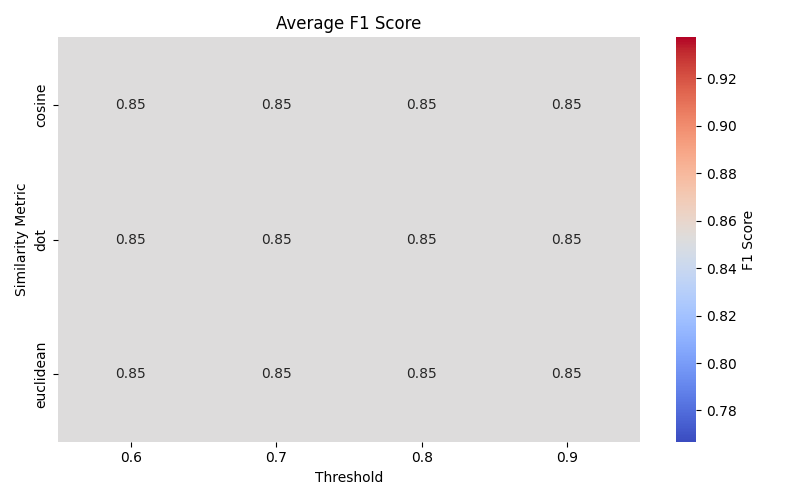 Average F1 Score
Similarity Metric
cosine
0.85 0.85 0.85 0.85
dot
0.85 0.85 0.85 0.85
euclidean
0.85 0.85 0.85 0.85
0.6 0.7 0.8 0.9
Threshold
0.92
0.90
0.88
0.86
0.84
0.82
0.80
0.78
F1 Score